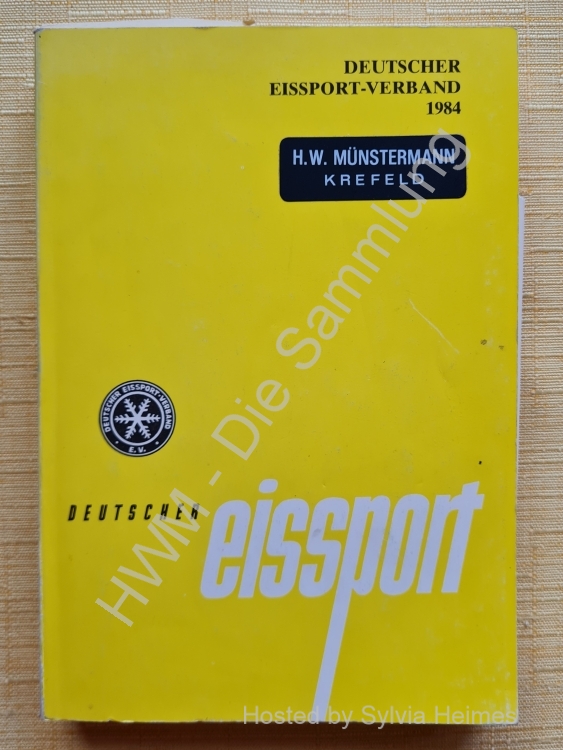 DEUTSCHER
EISSPORT-VERBAND
1984
H.W. MÜNSTERMANN
KREFELD
DEUTSCHER EISSPORT-VERBAND
E.V.
DEUTSCHER
eissport
HWM - Die Sammlung
Hosted by Sylvia Heimes